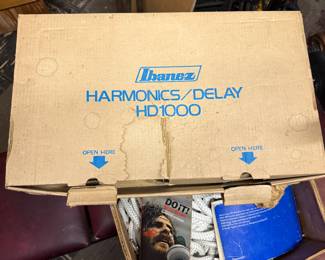 Ibanez
HARMONICS/DELAY
HD1000
OPEN HERE
OPEN HERE
DO iT!